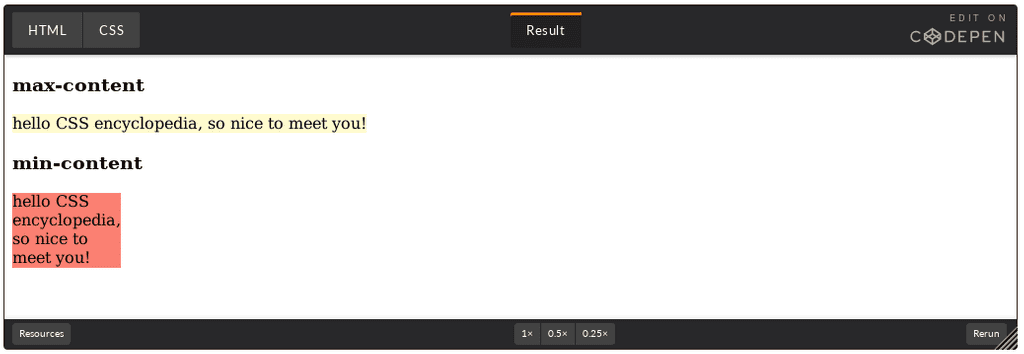 HTML CSS Result EDIT ON
CODEPEN
max-content
hello CSS encyclopedia, so nice to meet you!
min-content
hello CSS
encyclopedia,
so nice to
meet you!
Resources 1× 0.5× 0.25× Rerun